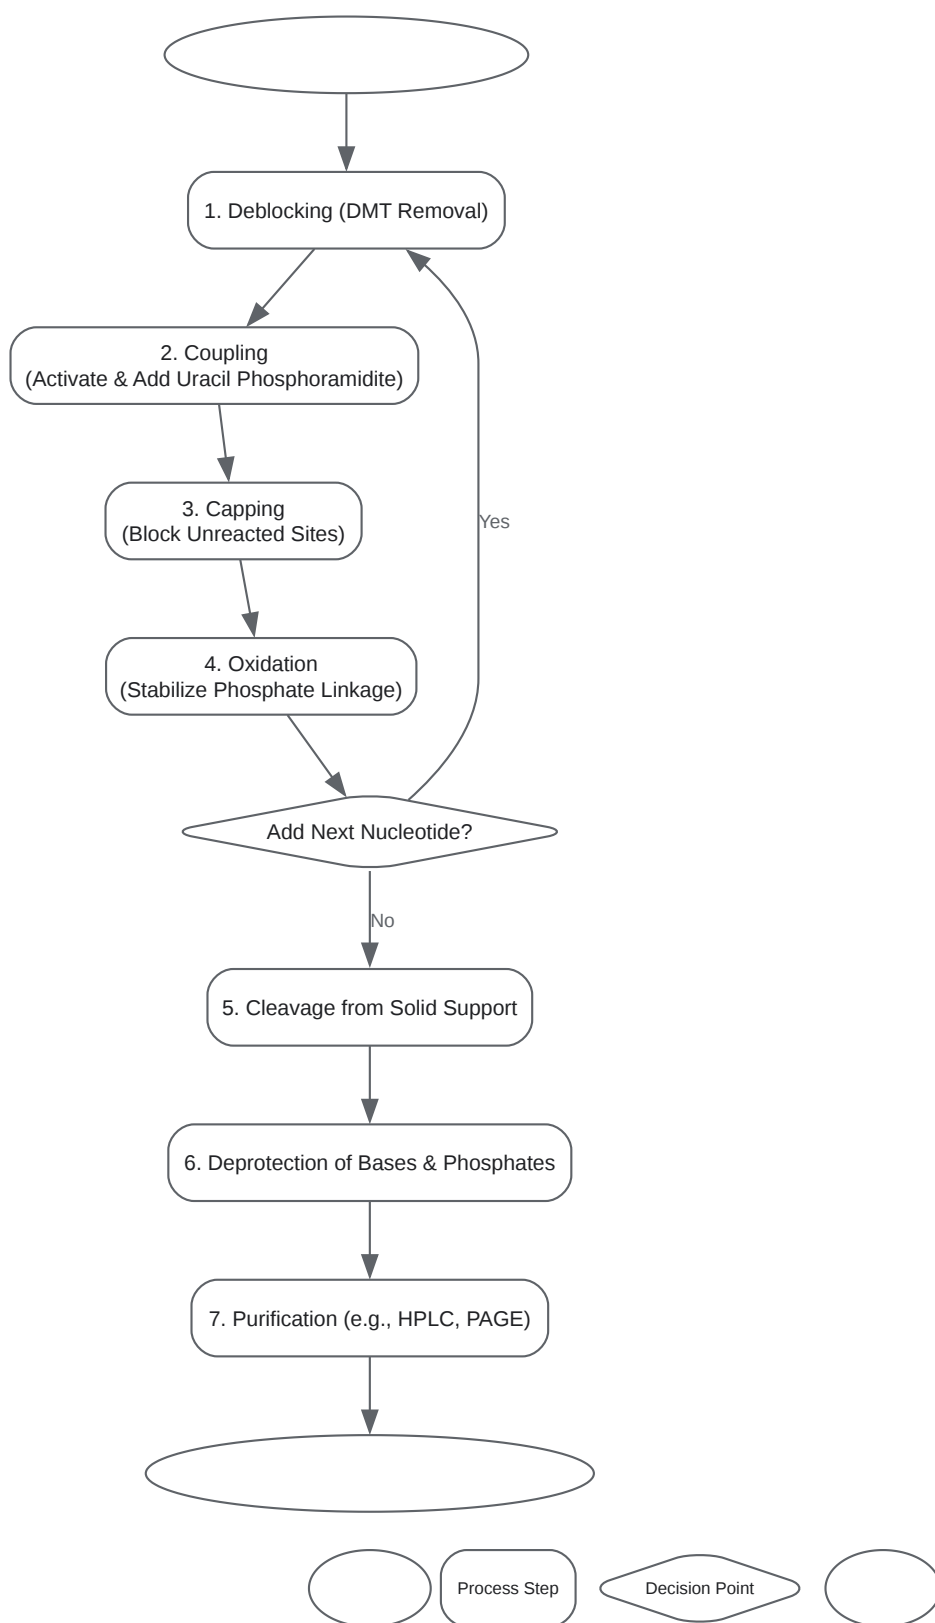 1. Deblocking (DMT Removal)
2. Coupling
(Activate & Add Uracil Phosphoramidite)
3. Capping
(Block Unreacted Sites)
Yes
4. Oxidation
(Stabilize Phosphate Linkage)
Add Next Nucleotide?
No
5. Cleavage from Solid Support
6. Deprotection of Bases & Phosphates
7. Purification (e.g., HPLC, PAGE)
Process Step
Decision Point